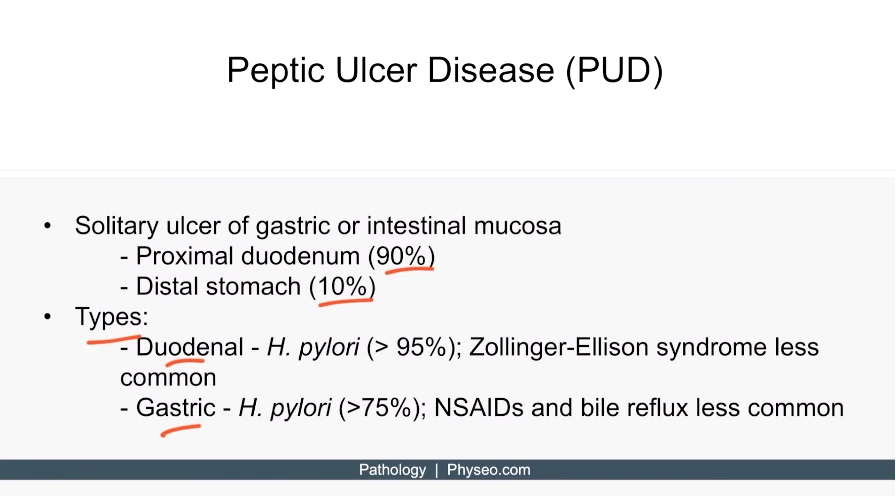 Peptic Ulcer Disease (PUD)
• Solitary ulcer of gastric or intestinal mucosa
- Proximal duodenum (90%)
- Distal stomach (10%)
• Types:
- Duodenal - H. pylori (> 95%); Zollinger-Ellison syndrome less
common
- Gastric - H. pylori (>75%); NSAIDs and bile reflux less common
Pathology | Physeo.com